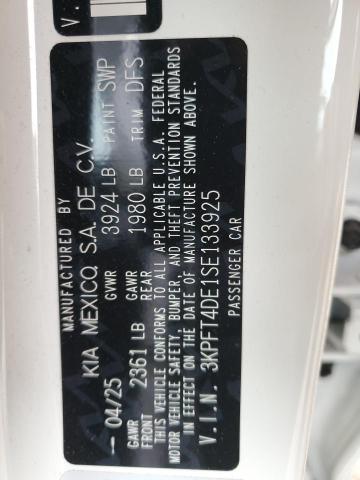 V.
MANUFACTURED BY
KIA MEXICO, S.A. DE C.V.
04/25 GVWR 3924 LB PAINT SWP
GAWR FRONT 2361 LB GAWR REAR 1980 LB TRIM DFS
THIS VEHICLE CONFORMS TO ALL APPLICABLE U.S.A. FEDERAL
MOTOR VEHICLE SAFETY, BUMPER, AND THEFT PREVENTION STANDARDS
IN EFFECT ON THE DATE OF MANUFACTURE SHOWN ABOVE.
V.I.N. 3KPFT4DE1SE133925
PASSENGER CAR